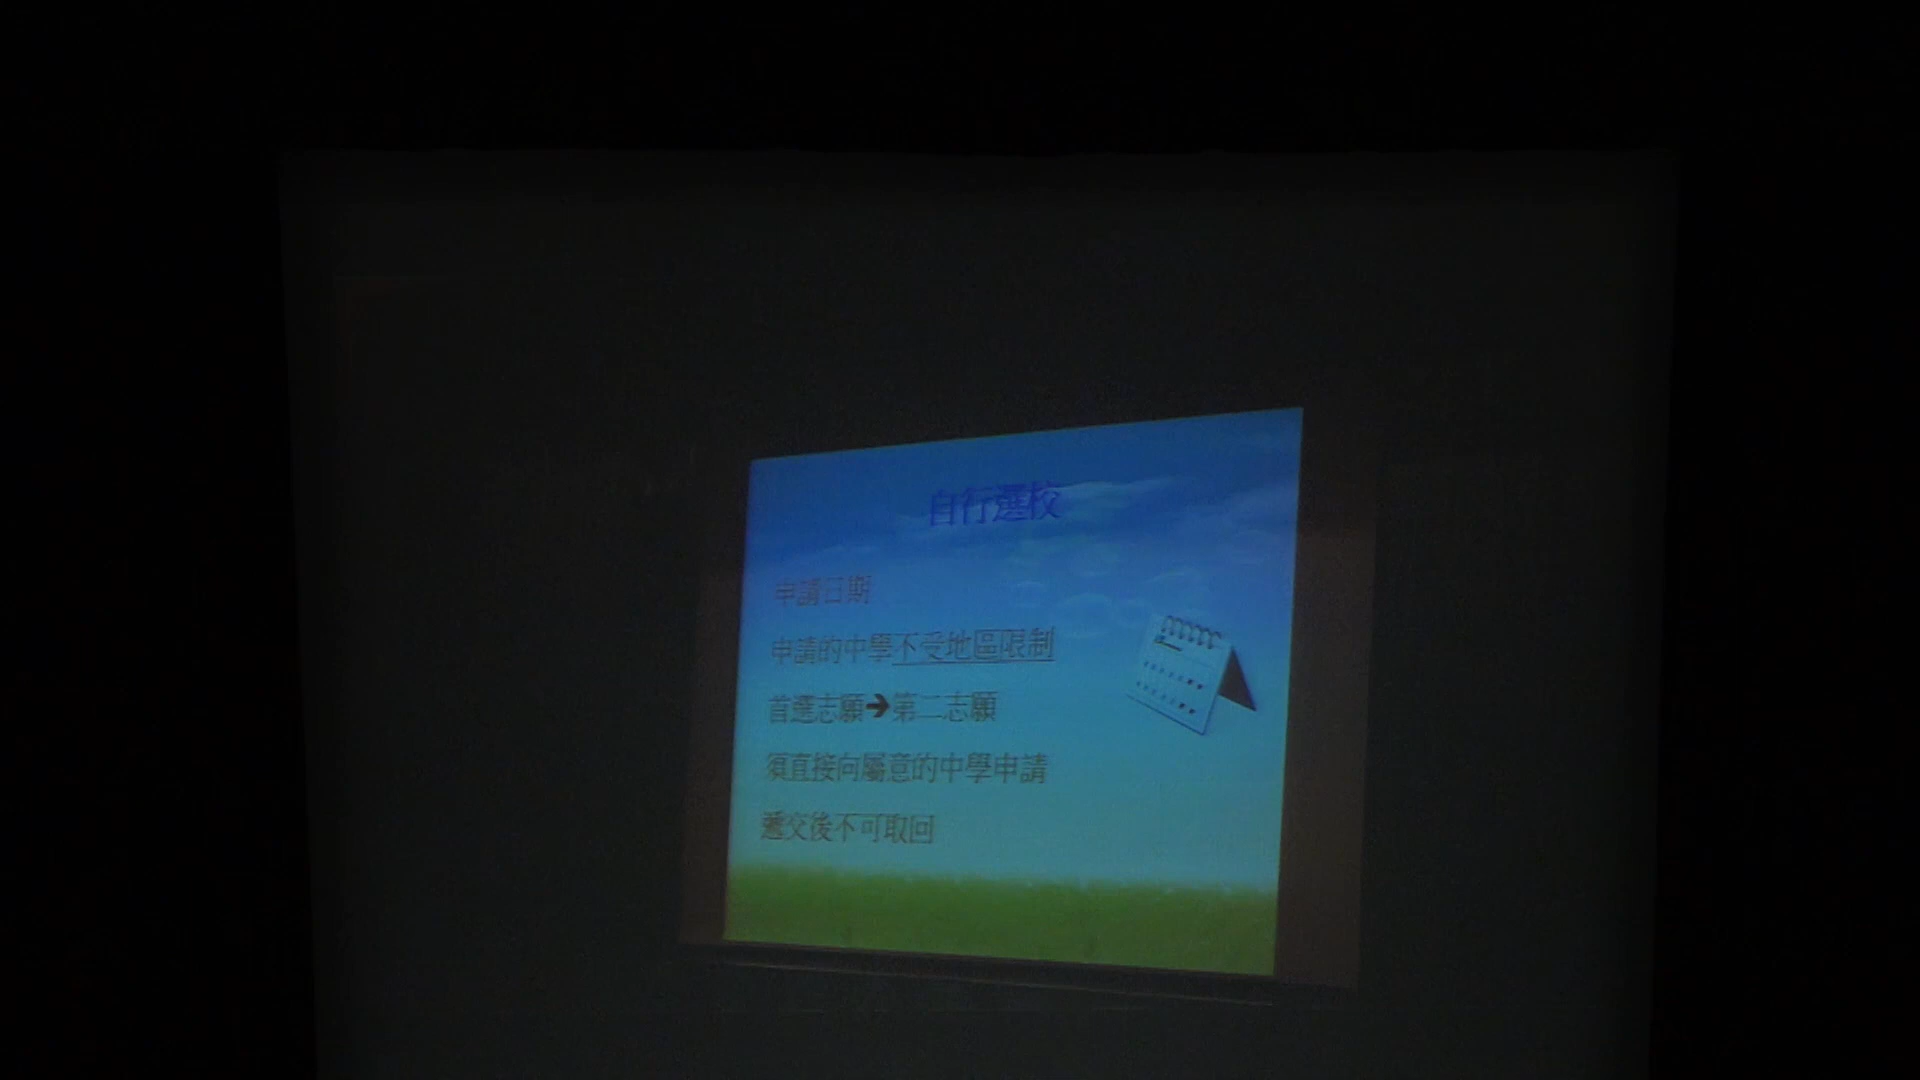 自行選校
申請日期
申請的中學不受地區限制
首選志願➔第二志願
須直接向屬意的中學申請
遞交後不可取回